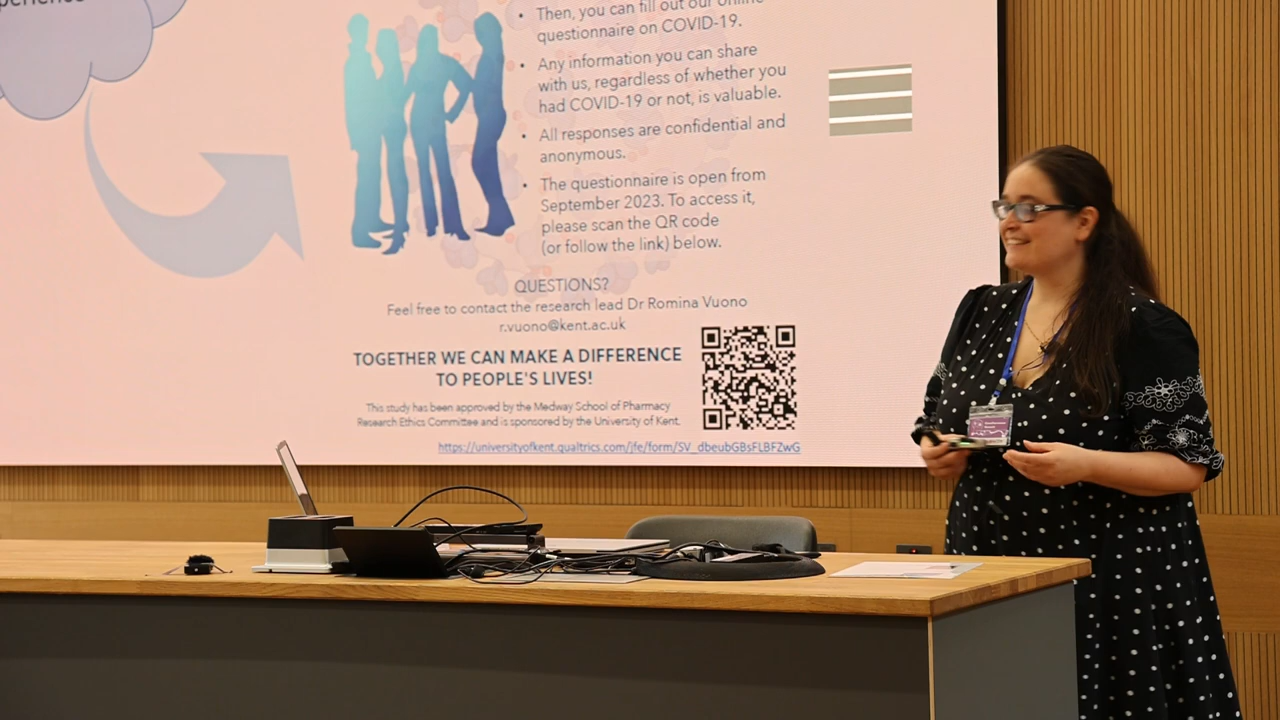 perience
Then, you can fill out our online
questionnaire on COVID-19.
Any information you can share
with us, regardless of whether you
had COVID-19 or not, is valuable.
All responses are confidential and
anonymous.
The questionnaire is open from
September 2023. To access it,
please scan the QR code
(or follow the link) below.
QUESTIONS?
Feel free to contact the research lead Dr Romina Vuono
r.vuono@kent.ac.uk
TOGETHER WE CAN MAKE A DIFFERENCE
TO PEOPLE'S LIVES!
This study has been approved by the Medway School of Pharmacy
Research Ethics Committee and is sponsored by the University of Kent.
https://universityofkent.qualtrics.com/jfe/form/SV_dbeubGBsFLBFZwG